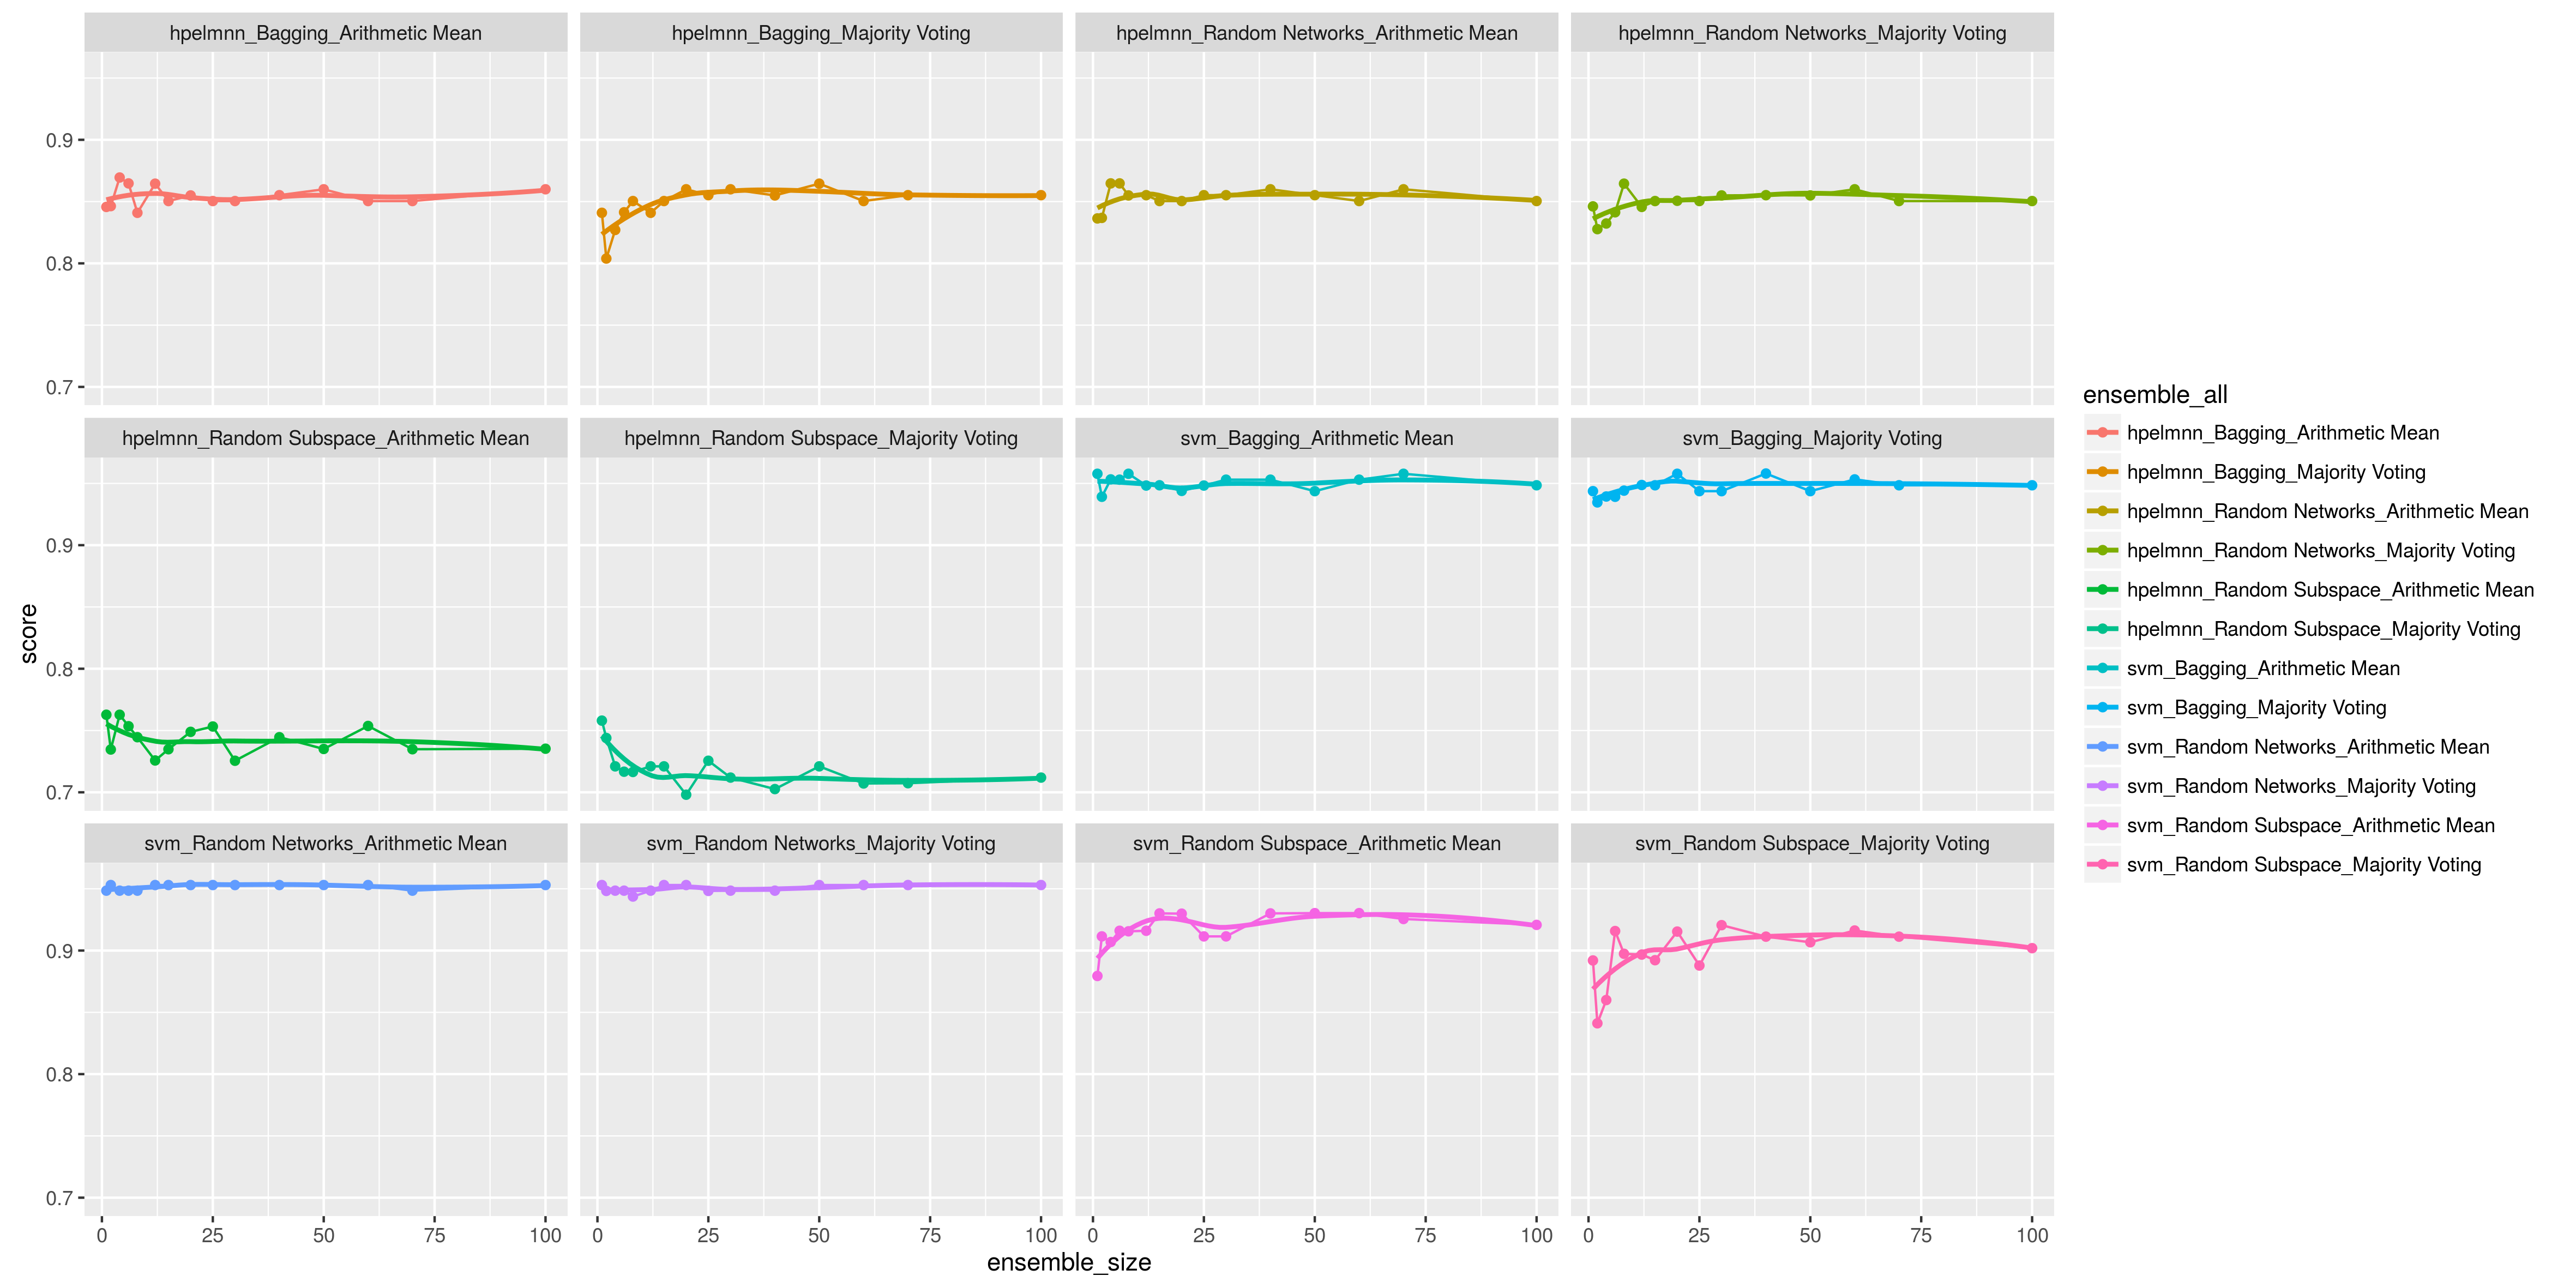 hpelmnn_Bagging_Arithmetic Mean
hpelmnn_Bagging_Majority Voting
hpelmnn_Random Networks_Arithmetic Mean
hpelmnn_Random Networks_Majority Voting
0.9
0.8
0.7
hpelmnn_Random Subspace_Arithmetic Mean
hpelmnn_Random Subspace_Majority Voting
svm_Bagging_Arithmetic Mean
svm_Bagging_Majority Voting
0.9
0.8
0.7
svm_Random Networks_Arithmetic Mean
svm_Random Networks_Majority Voting
svm_Random Subspace_Arithmetic Mean
svm_Random Subspace_Majority Voting
0.9
0.8
0.7
0 25 50 75 100
0 25 50 75 100
0 25 50 75 100
0 25 50 75 100
ensemble_size
score
ensemble_all
hpelmnn_Bagging_Arithmetic Mean
hpelmnn_Bagging_Majority Voting
hpelmnn_Random Networks_Arithmetic Mean
hpelmnn_Random Networks_Majority Voting
hpelmnn_Random Subspace_Arithmetic Mean
hpelmnn_Random Subspace_Majority Voting
svm_Bagging_Arithmetic Mean
svm_Bagging_Majority Voting
svm_Random Networks_Arithmetic Mean
svm_Random Networks_Majority Voting
svm_Random Subspace_Arithmetic Mean
svm_Random Subspace_Majority Voting